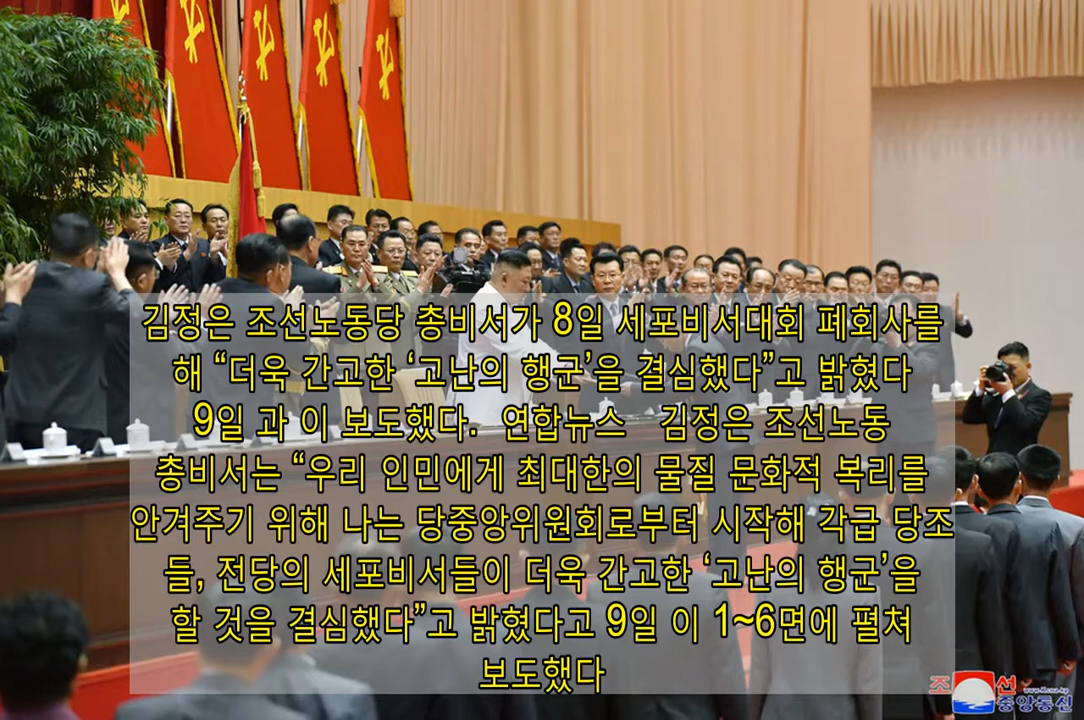 김정은 조선노동당 총비서가 8일 세포비서대회 폐회사를
해 “더욱 간고한 ‘고난의 행군’을 결심했다”고 밝혔다
9일 과 이 보도했다. 연합뉴스 김정은 조선노동
총비서는 “우리 인민에게 최대한의 물질 문화적 복리를
안겨주기 위해 나는 당중앙위원회로부터 시작해 각급 당조
들, 전당의 세포비서들이 더욱 간고한 ‘고난의 행군’을
할 것을 결심했다”고 밝혔다고 9일 이 1~6면에 펼쳐
보도했다
조선
www.kcna.kp
중앙통신